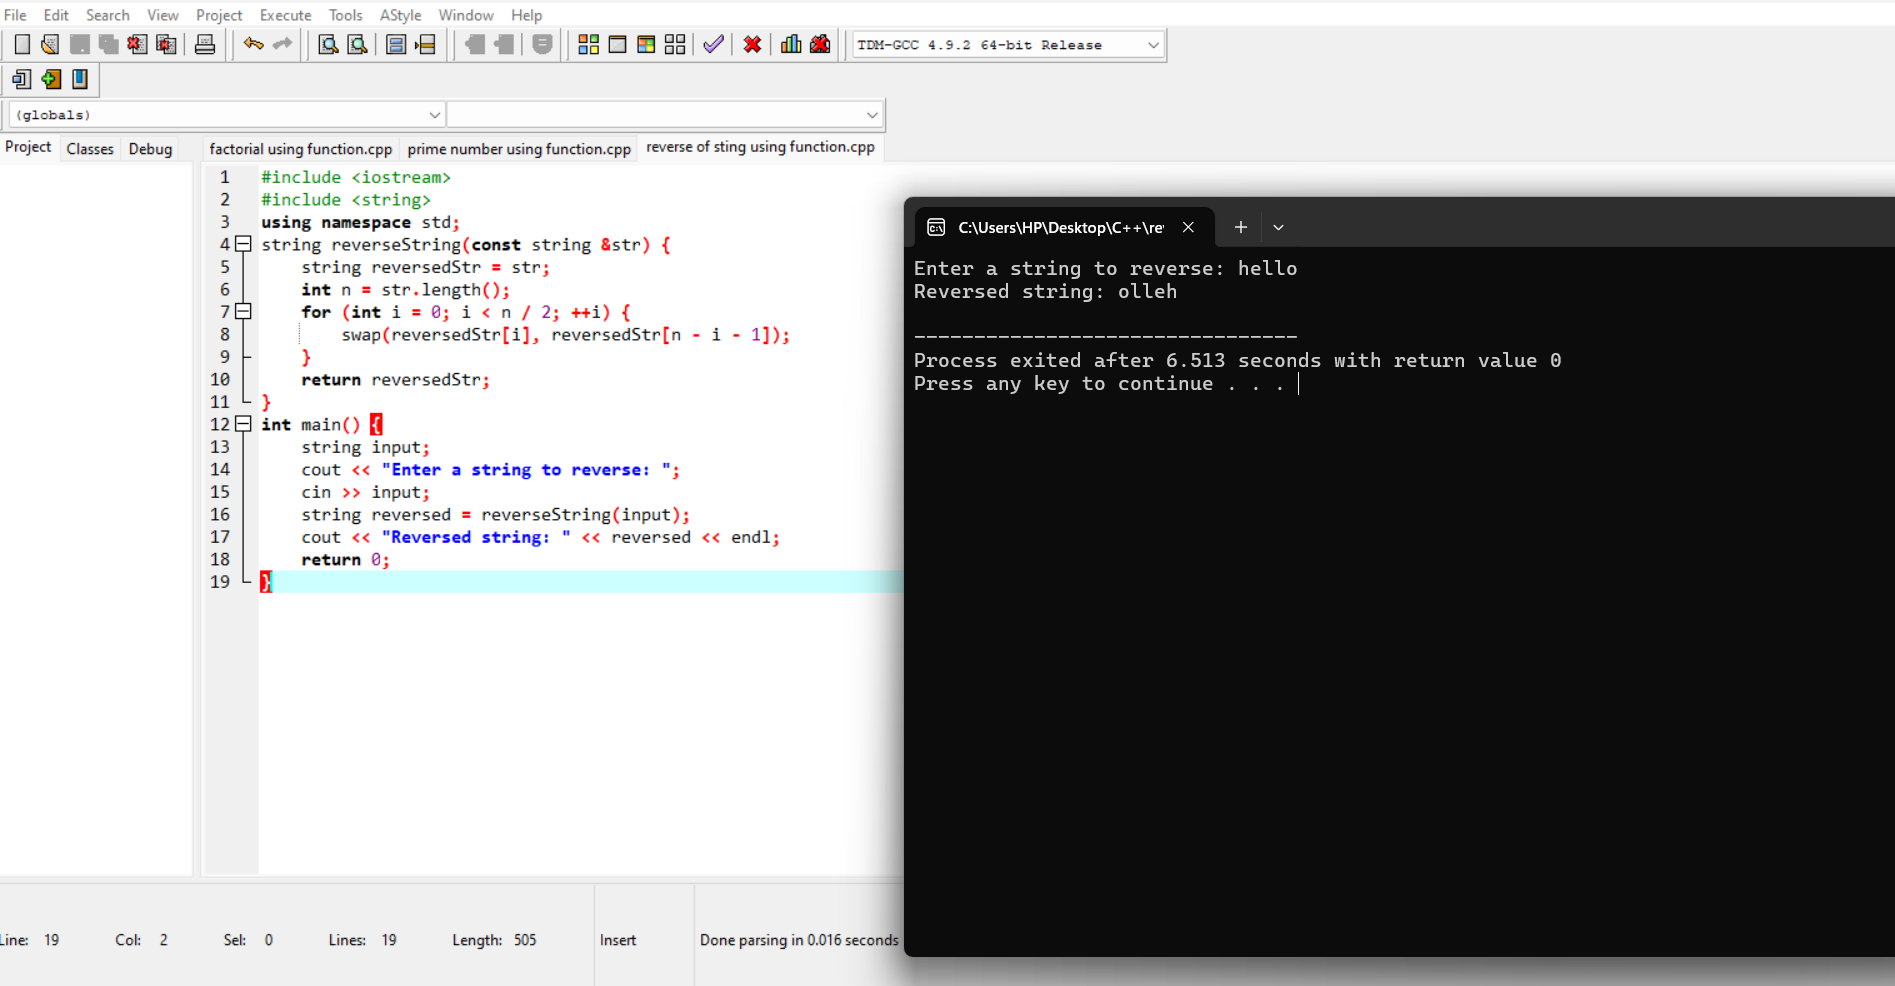 File Edit Search View Project Execute Tools AStyle Window Help
TDM-GCC 4.9.2 64-bit Release
(globals)
Project Classes Debug
factorial using function.cpp prime number using function.cpp reverse of sting using function.cpp
1 #include <iostream>
2 #include <string>
3 using namespace std;
4 string reverseString(const string &str) {
5     string reversedStr = str;
6     int n = str.length();
7     for (int i = 0; i < n / 2; ++i) {
8         swap(reversedStr[i], reversedStr[n - i - 1]);
9     }
10     return reversedStr;
11 }
12 int main() {
13     string input;
14     cout << "Enter a string to reverse: ";
15     cin >> input;
16     string reversed = reverseString(input);
17     cout << "Reversed string: " << reversed << endl;
18     return 0;
19 }
C:\Users\HP\Desktop\C++\re
Enter a string to reverse: hello
Reversed string: olleh
--------------------------------
Process exited after 6.513 seconds with return value 0
Press any key to continue . . .
Line: 19 Col: 2 Sel: 0 Lines: 19 Length: 505 Insert Done parsing in 0.016 seconds